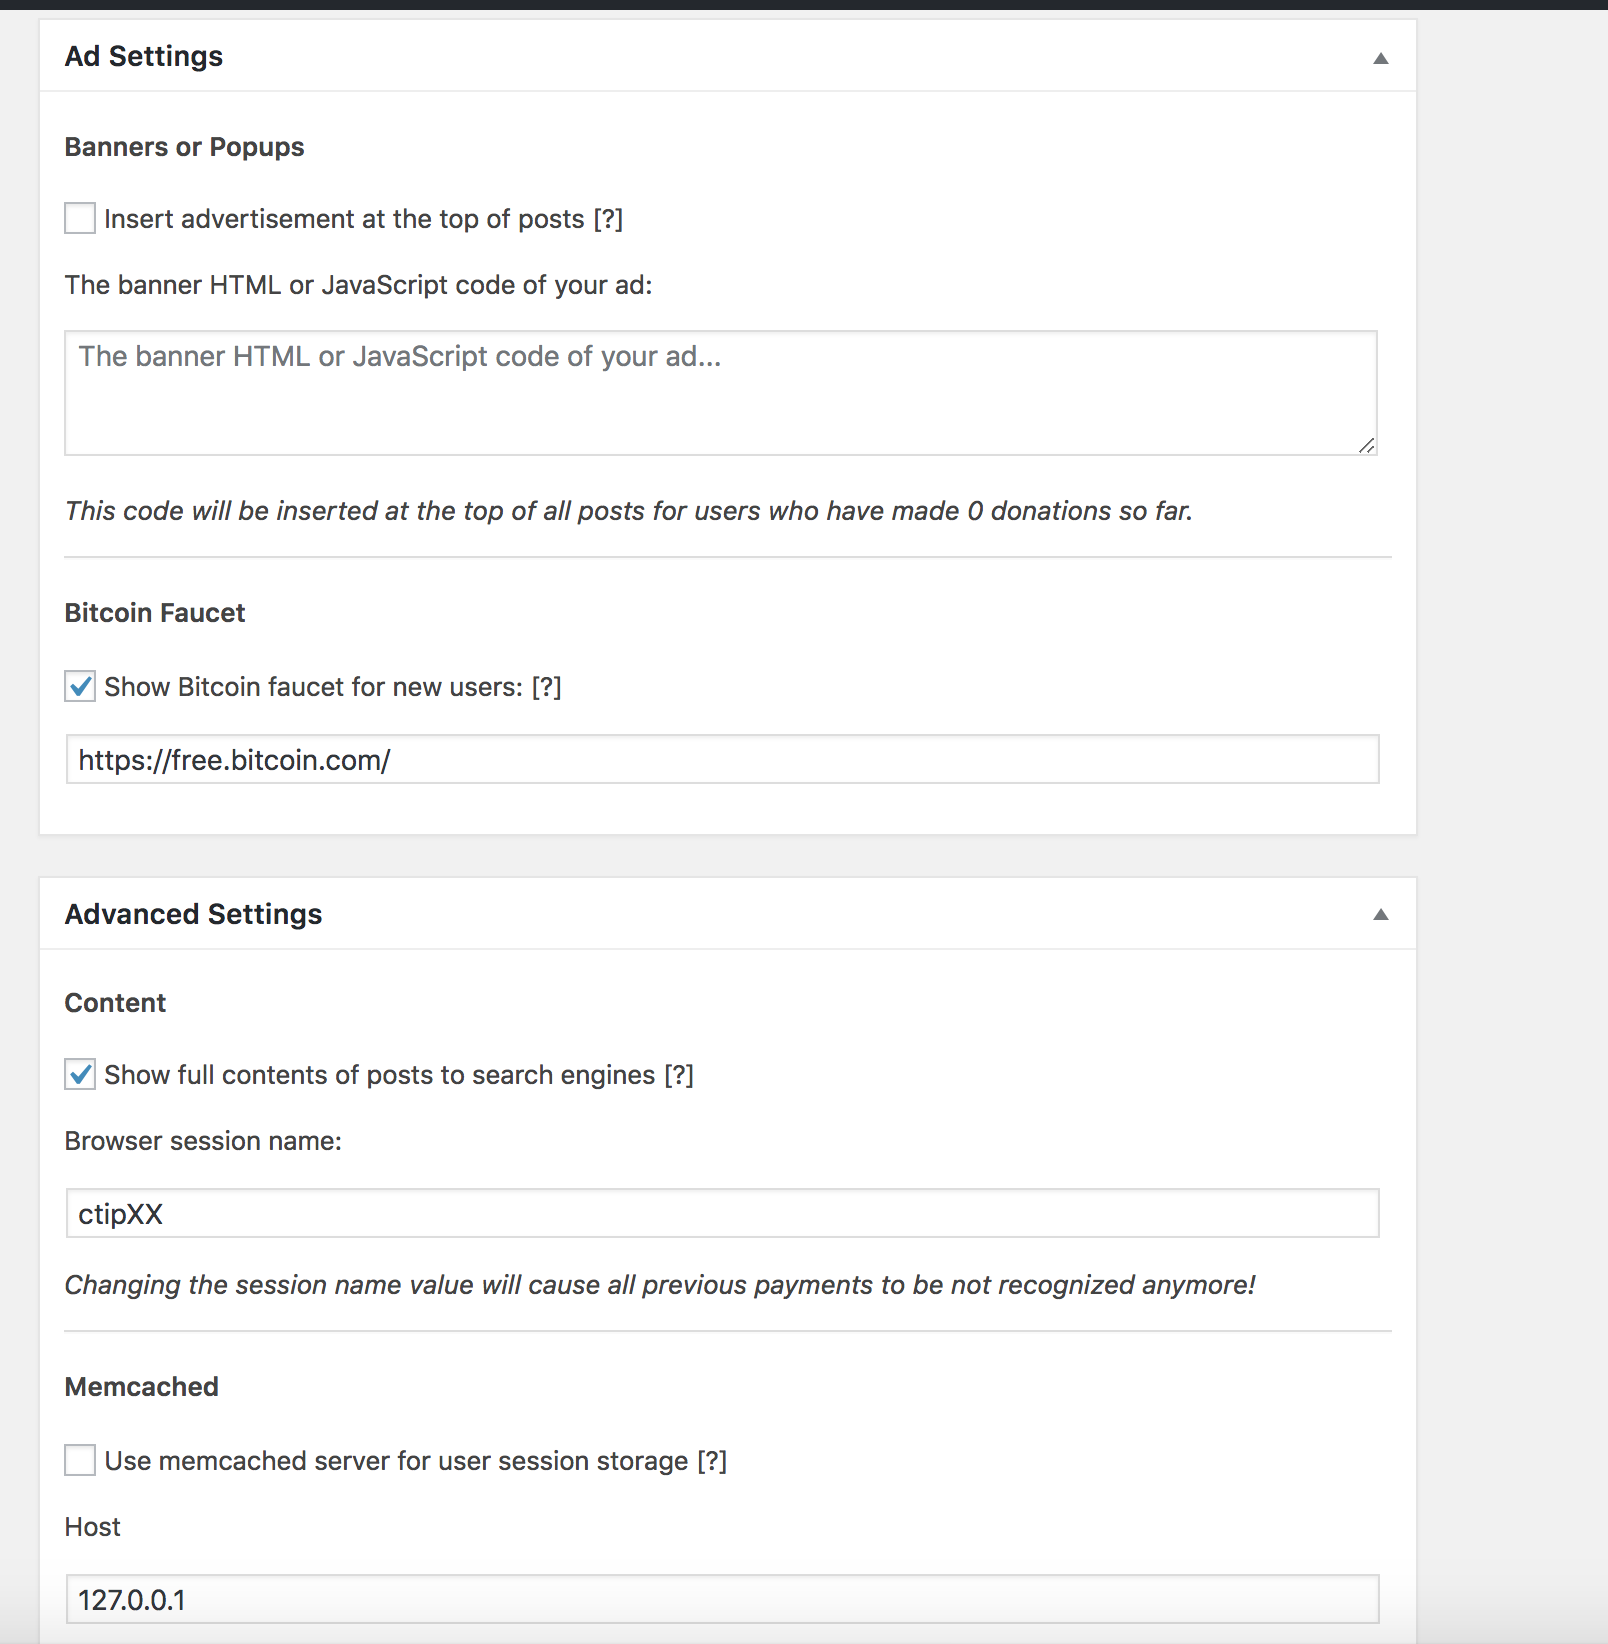 Ad Settings
Banners or Popups
Insert advertisement at the top of posts [?]
The banner HTML or JavaScript code of your ad:
The banner HTML or JavaScript code of your ad...
This code will be inserted at the top of all posts for users who have made 0 donations so far.
Bitcoin Faucet
Show Bitcoin faucet for new users: [?]
https://free.bitcoin.com/
Advanced Settings
Content
Show full contents of posts to search engines [?]
Browser session name:
ctipXX
Changing the session name value will cause all previous payments to be not recognized anymore!
Memcached
Use memcached server for user session storage [?]
Host
127.0.0.1